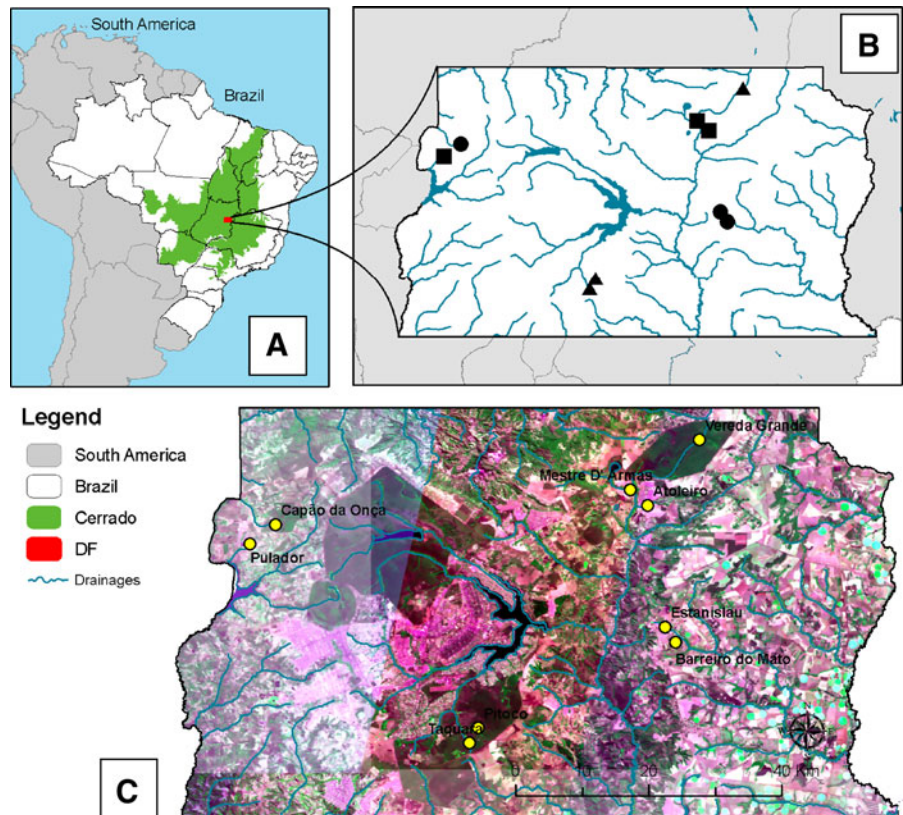 South America
Brazil
A
B
Legend
South America
Brazil
Cerrado
DF
Drainages
Vereda Grande
Mestre D' Armas
Atoleiro
Capão da Onça
Pulador
Estanislau
Barreiro do Mato
Pitoco
Taquara
0 10 20 40 Km
C